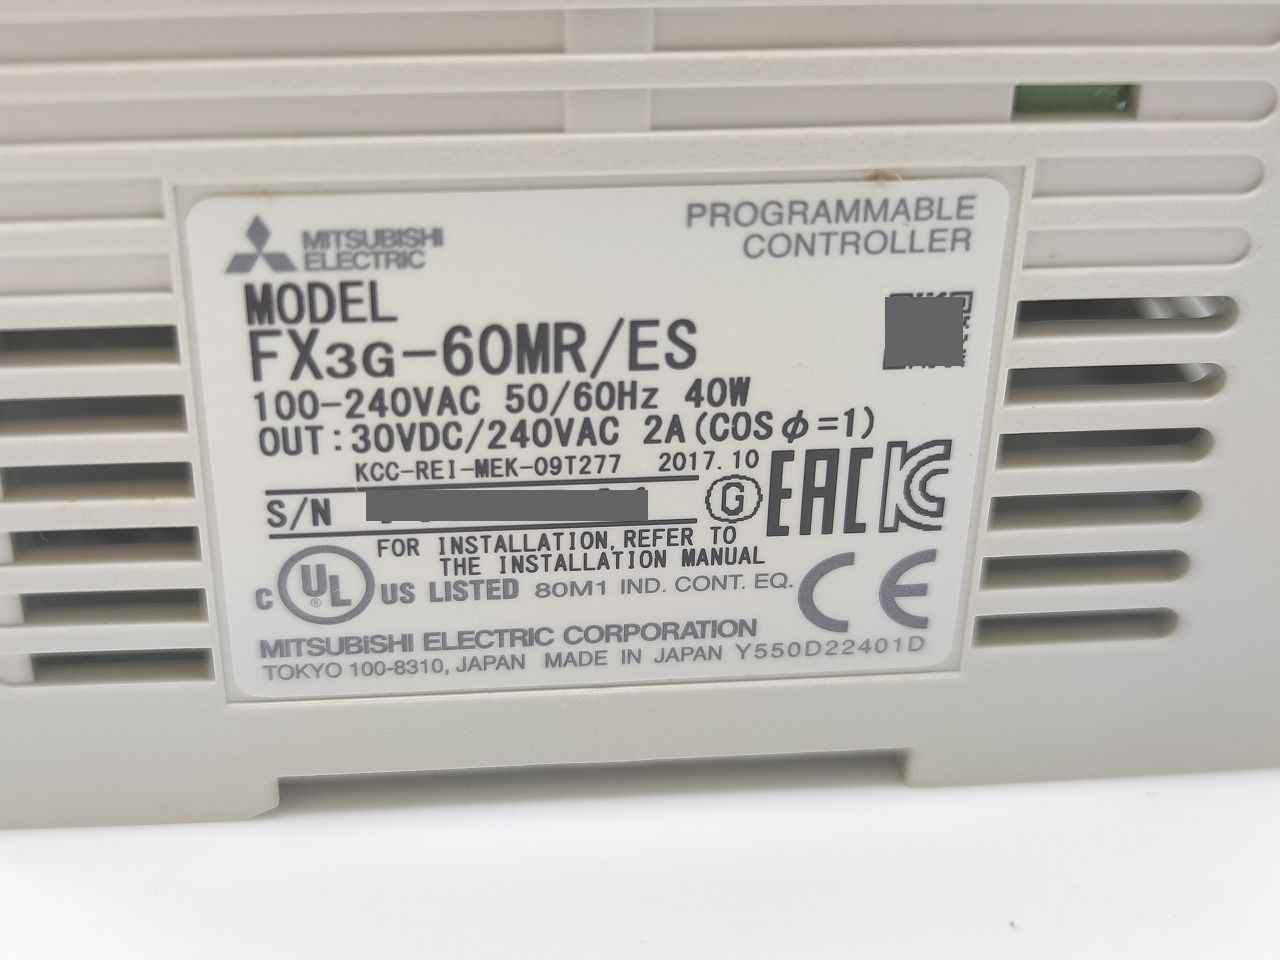 MITSUBISHI
ELECTRIC
PROGRAMMABLE
CONTROLLER
MODEL
FX3G-60MR/ES
100-240VAC 50/60Hz 40W
OUT:30VDC/240VAC 2A(COSϕ=1)
KCC-REI-MEK-09T277 2017.10
S/N
G
EAC
KC
FOR INSTALLATION, REFER TO
THE INSTALLATION MANUAL
C UL ® US LISTED 80M1 IND. CONT. EQ.
CE
MITSUBISHI ELECTRIC CORPORATION
TOKYO 100-8310, JAPAN MADE IN JAPAN Y550D22401D